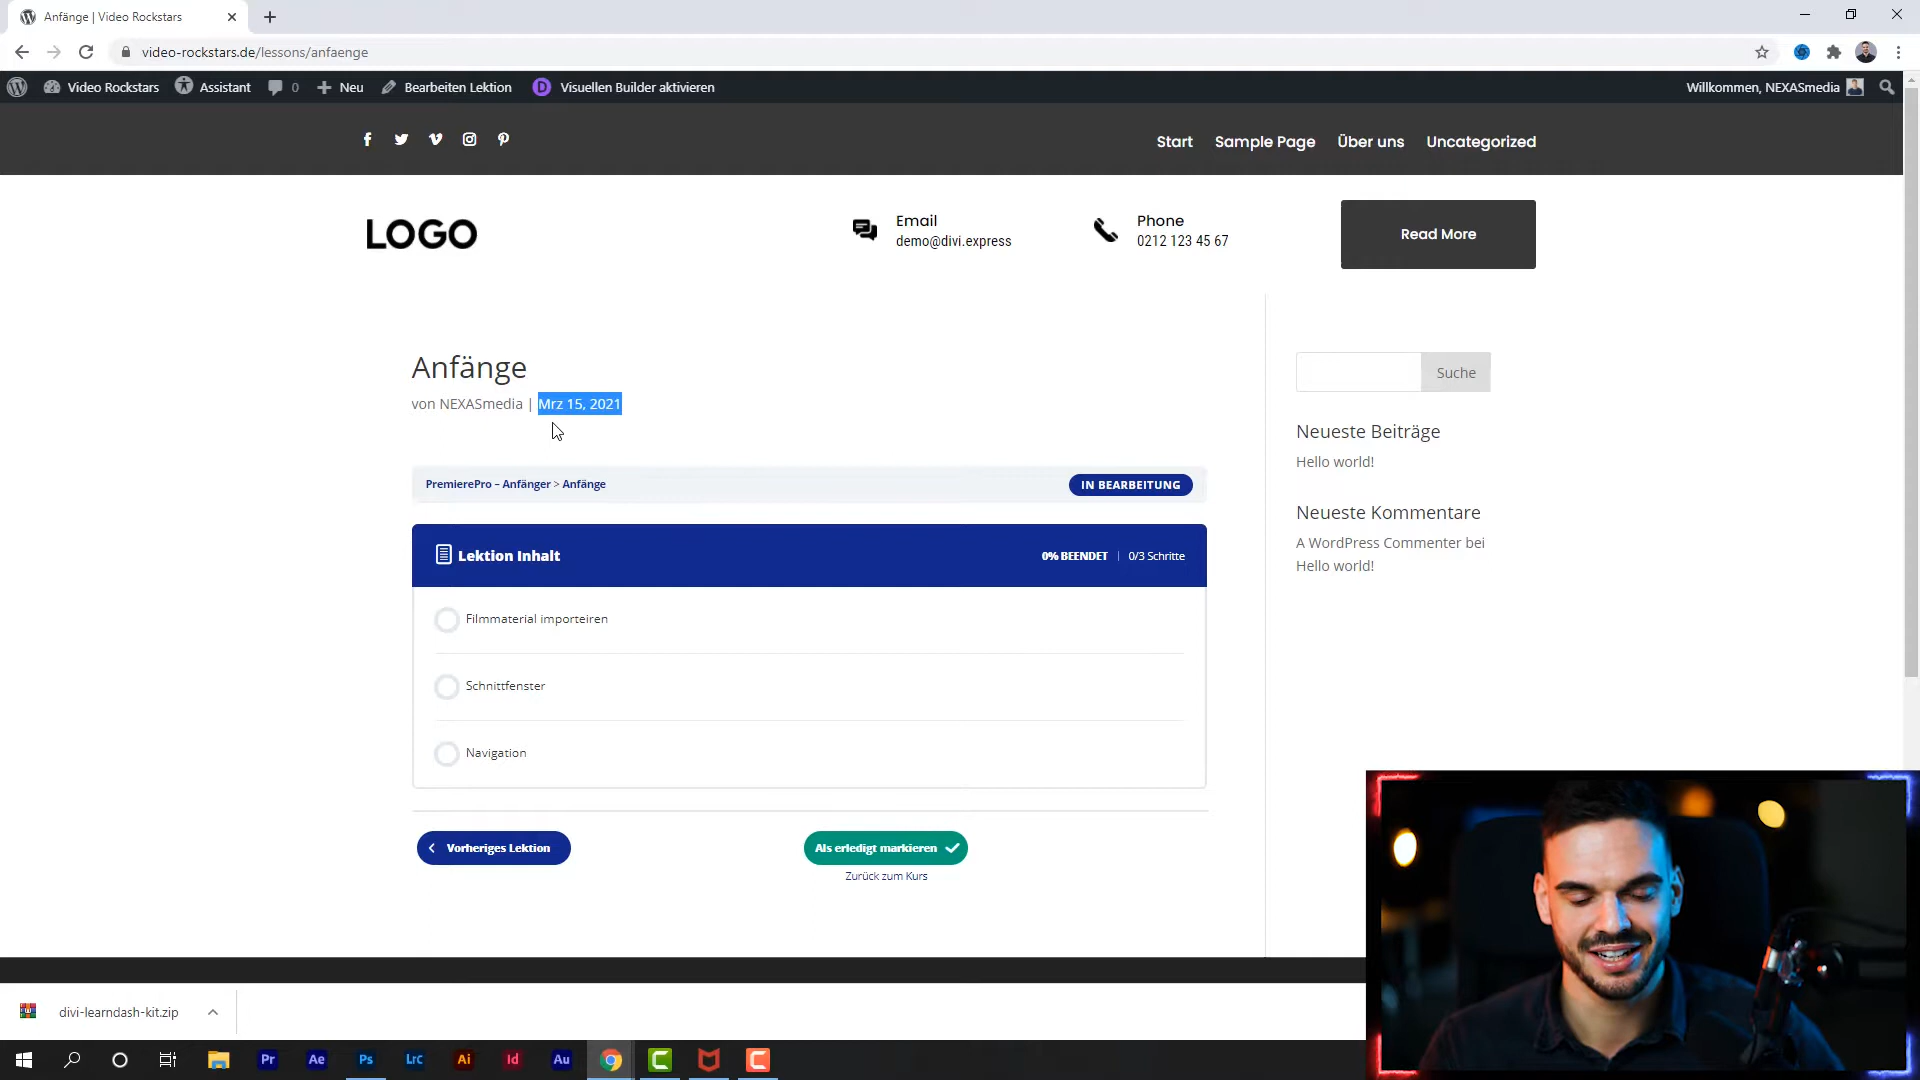 Anfänge | Video Rockstars
video-rockstars.de/lessons/anfaenge
Video Rockstars Assistant 0 Neu Bearbeiten Lektion D Visuellen Builder aktivieren Willkommen, NEXASmedia
Start Sample Page Über uns Uncategorized
LOGO
Email
demo@divi.express
Phone
0212 123 45 67
Read More
Anfänge
von NEXASmedia | Mrz 15, 2021
PremierePro – Anfänger > Anfänge IN BEARBEITUNG
Lektion Inhalt 0% BEENDET | 0/3 Schritte
Filmmaterial importeiren
Schnittfenster
Navigation
Vorheriges Lektion
Als erledigt markieren
Zurück zum Kurs
Suche
Neueste Beiträge
Hello world!
Neueste Kommentare
A WordPress Commenter bei
Hello world!
divi-learndash-kit.zip
Pr Ae Ps LrC Ai Id Au